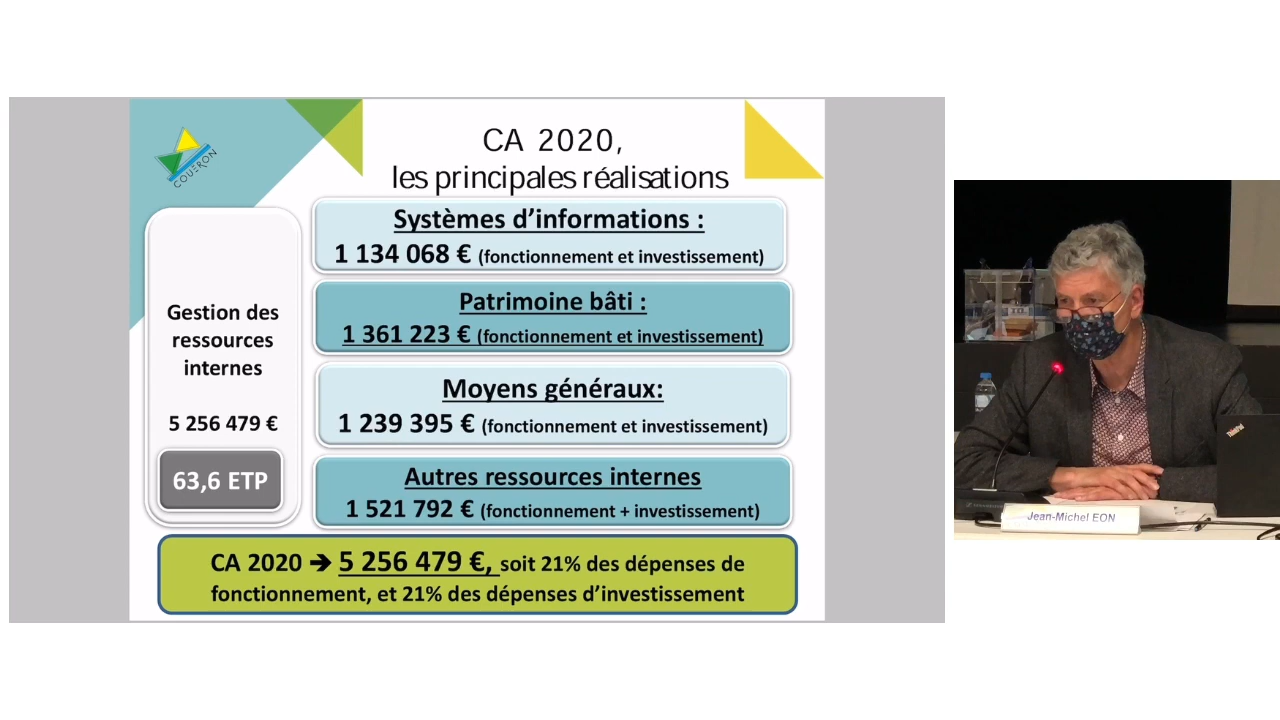 COUËRON
CA 2020,
les principales réalisations
Gestion des
ressources
internes
5 256 479 €
63,6 ETP
Systèmes d’informations :
1 134 068 € (fonctionnement et investissement)
Patrimoine bâti :
1 361 223 € (fonctionnement et investissement)
Moyens généraux:
1 239 395 € (fonctionnement et investissement)
Autres ressources internes
1 521 792 € (fonctionnement + investissement)
CA 2020 ➔ 5 256 479 €, soit 21% des dépenses de
fonctionnement, et 21% des dépenses d’investissement
ThinkPad
Jean-Michel EON